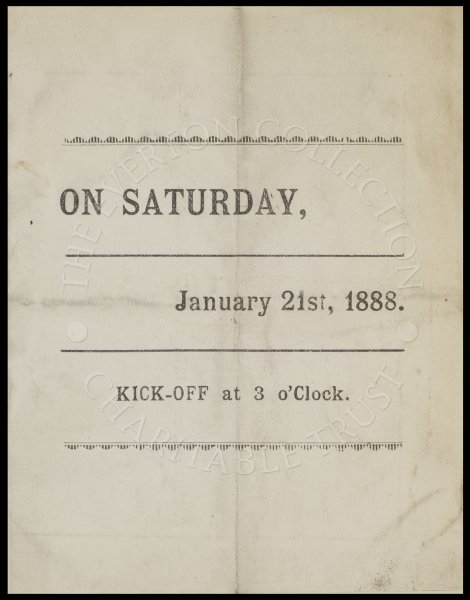 ON SATURDAY,
January 21st, 1888.
KICK-OFF at 3 o'Clock.
THE EVERTON COLLECTION
CHARITABLE TRUST